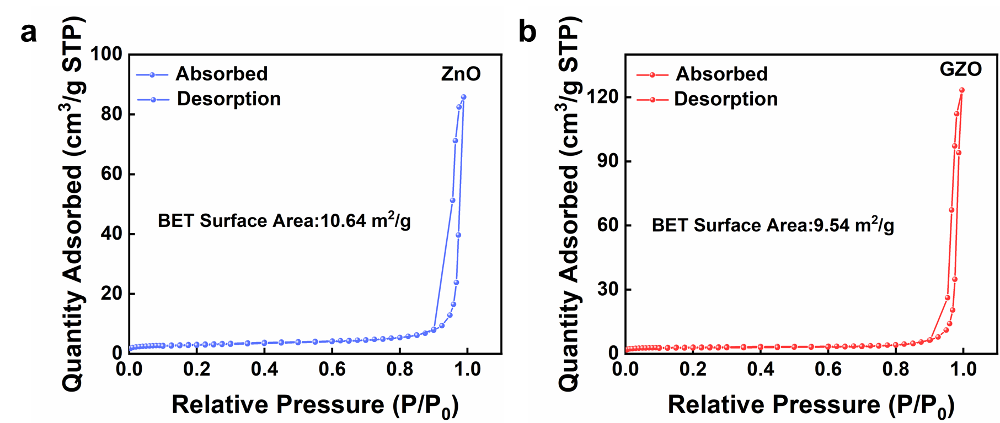 a
Quantity Adsorbed (cm³/g STP)
100
80
60
40
20
0
Absorbed
Desorption
ZnO
BET Surface Area:10.64 m²/g
0.0 0.2 0.4 0.6 0.8 1.0
Relative Pressure (P/P₀)
b
Quantity Adsorbed (cm³/g STP)
120
90
60
30
0
Absorbed
Desorption
GZO
BET Surface Area:9.54 m²/g
0.0 0.2 0.4 0.6 0.8 1.0
Relative Pressure (P/P₀)